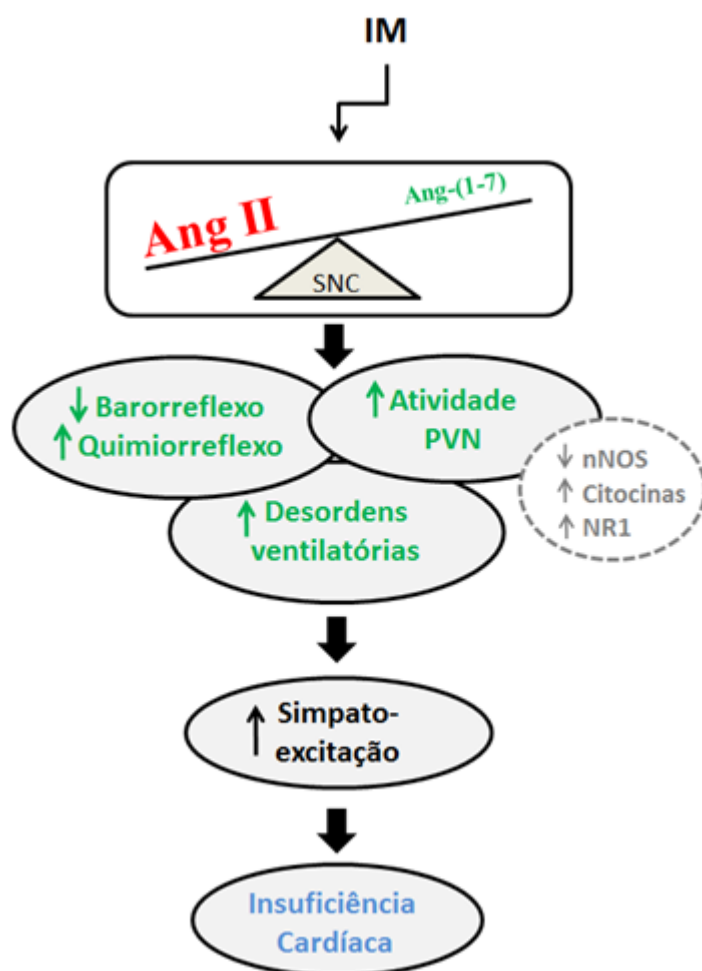 IM
Ang II
Ang-(1-7)
SNC
↓ Barorreflexo
↑ Quimiorreflexo
↑ Atividade
PVN
↓ nNOS
↑ Citocinas
↑ NR1
↑ Desordens
ventilatórias
↑ Simpato-
excitação
Insuficiência
Cardíaca